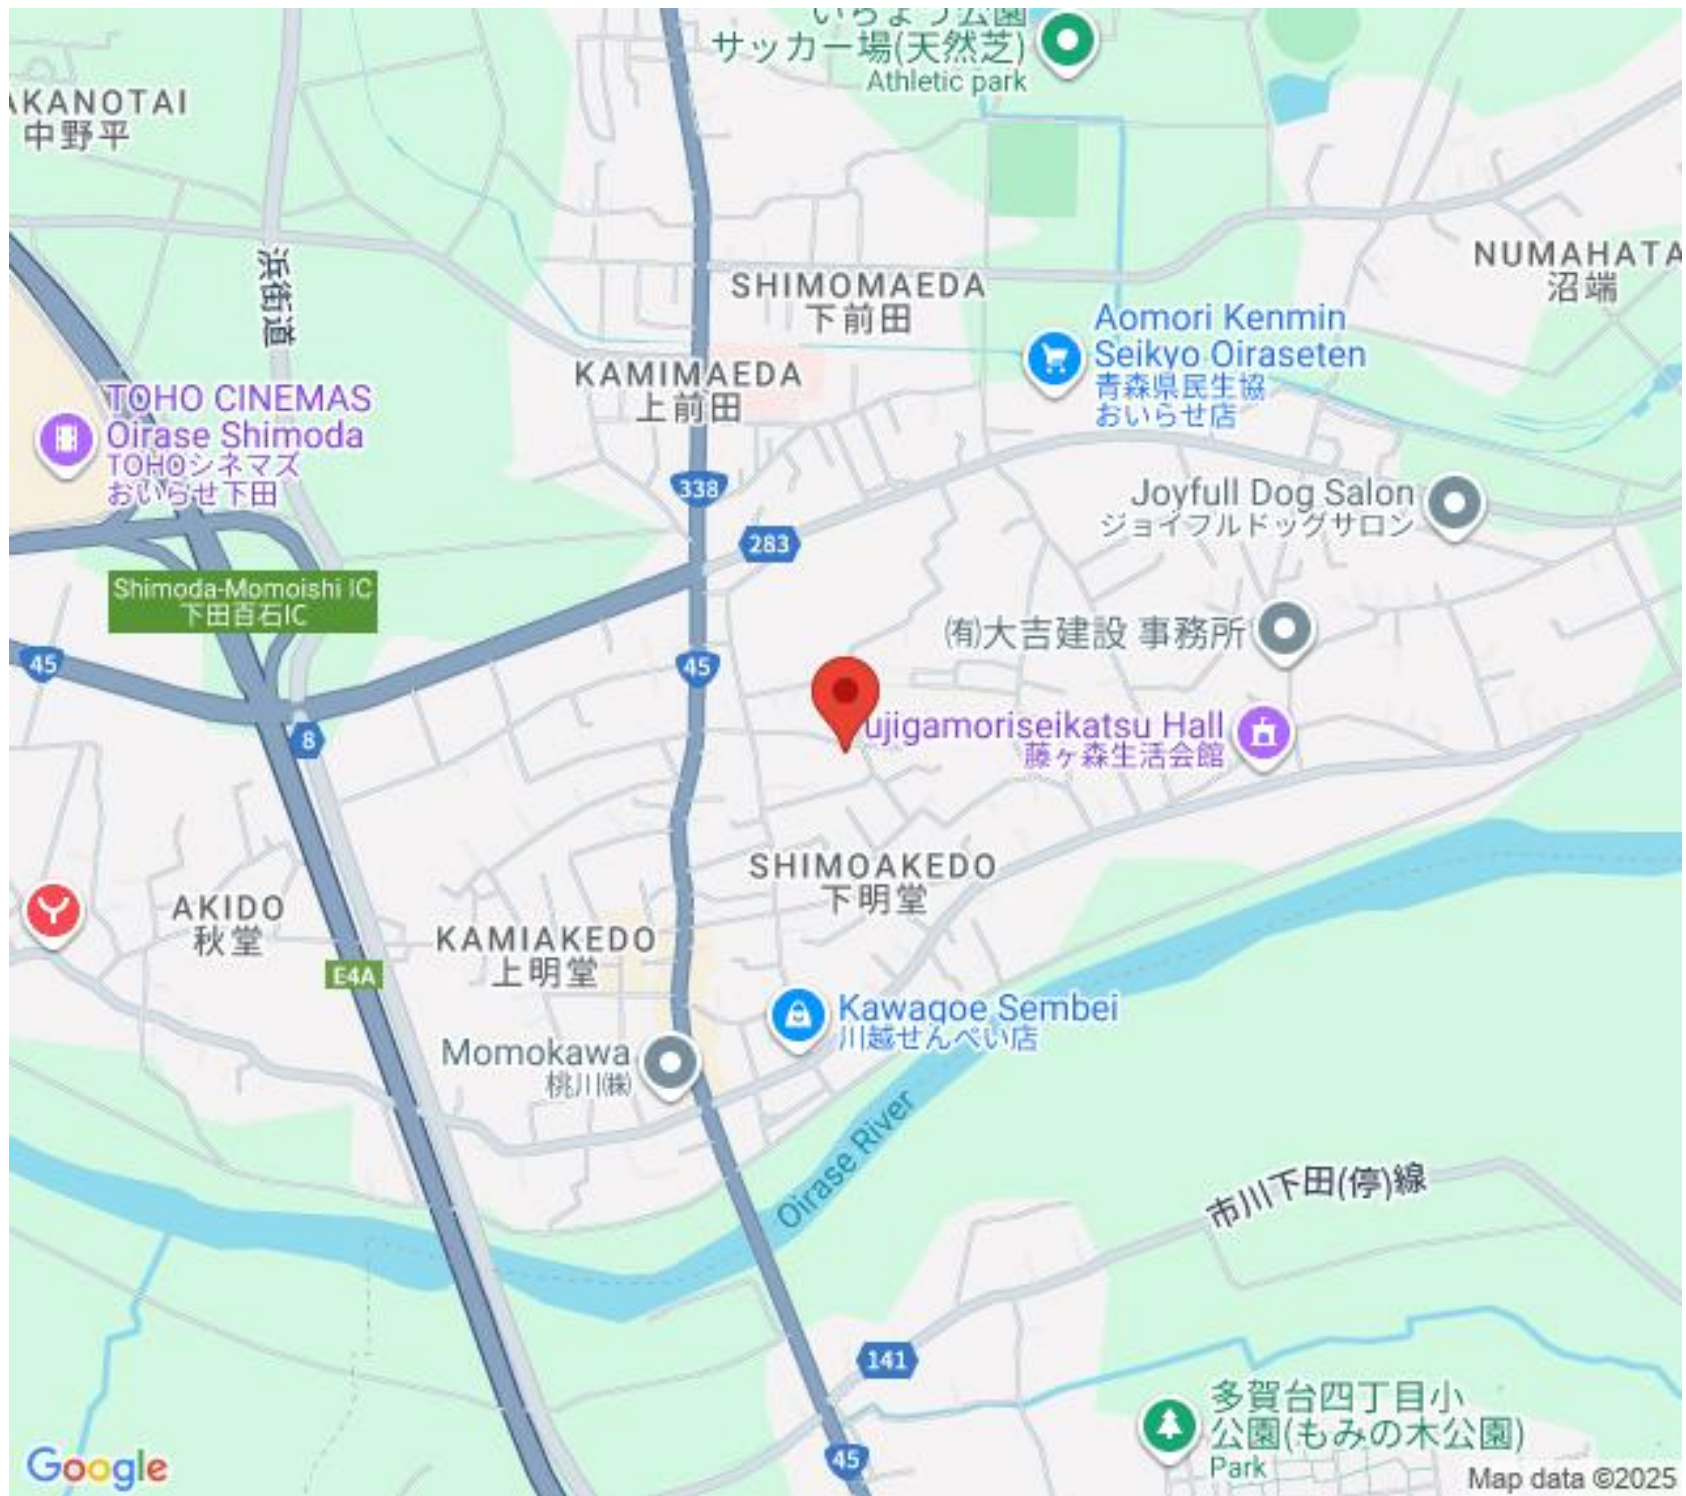 いちょう公園
サッカー場(天然芝)
Athletic park
AKANOTAI
中野平
浜街道
NUMAHATA
沼端
SHIMOMAEDA
下前田
Aomori Kenmin
Seikyo Oiraseten
青森県民生協
おいらせ店
KAMIMAEDA
上前田
TOHO CINEMAS
Oirase Shimoda
TOHOシネマズ
おいらせ下田
338
Joyfull Dog Salon
ジョイフルドッグサロン
283
Shimoda-Momoishi IC
下田百石IC
(有)大吉建設 事務所
45
45
8
ujigamoriseikatsu Hall
藤ヶ森生活会館
SHIMOAKEDO
下明堂
AKIDO
秋堂
KAMIAKEDO
上明堂
E4A
Kawagoe Sembei
川越せんべい店
Momokawa
桃川㈱
Oirase River
市川下田(停)線
141
多賀台四丁目小
公園(もみの木公園)
Park
45
Google
Map data ©2025